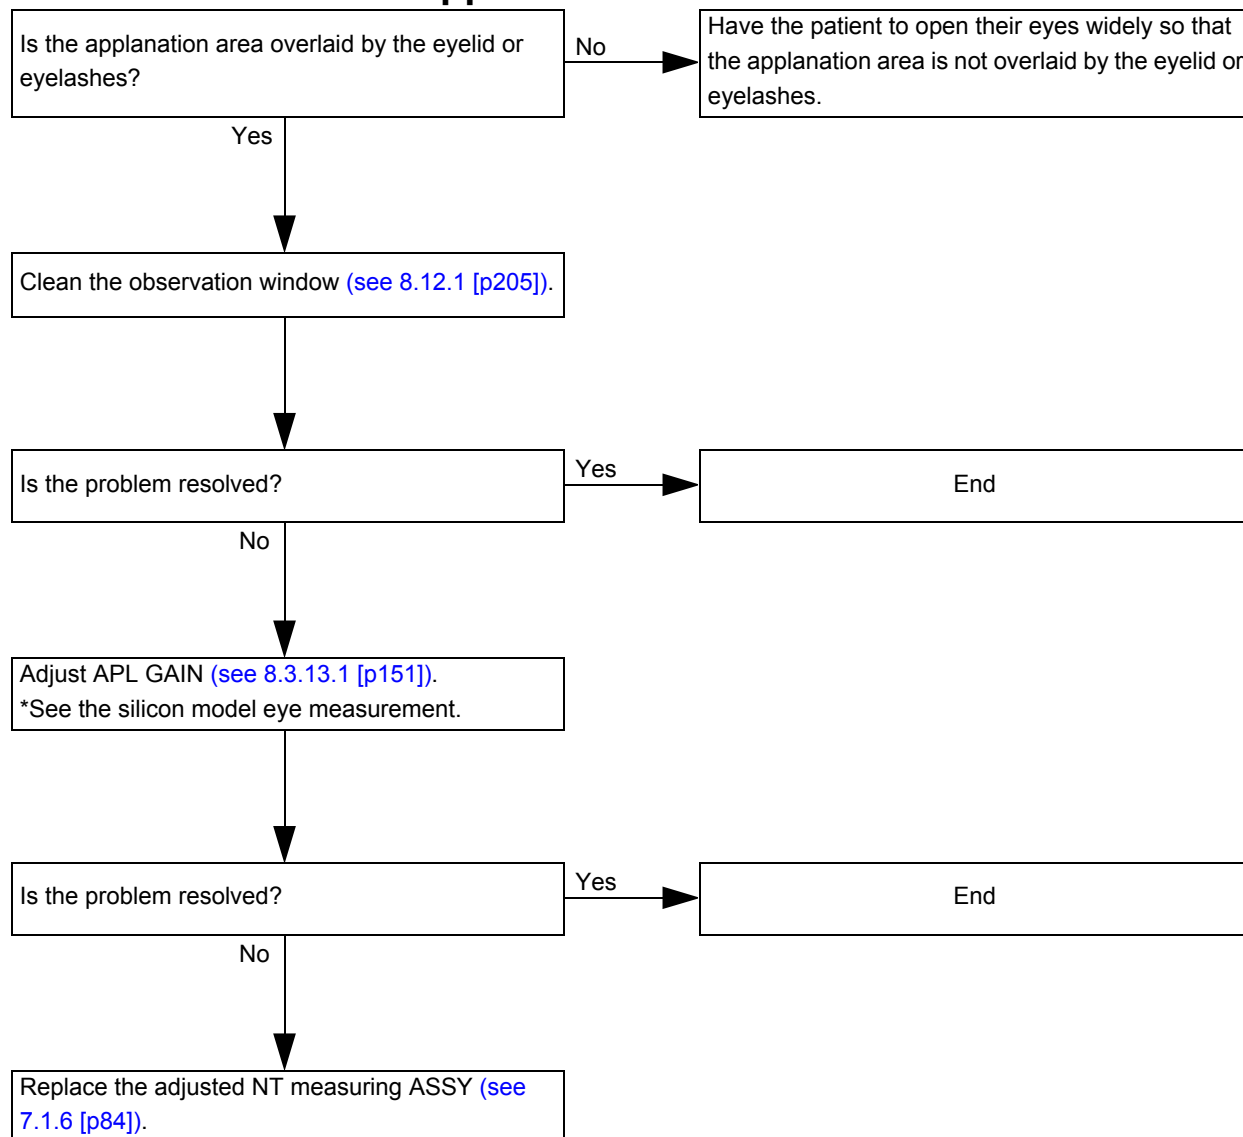 Is the applanation area overlaid by the eyelid or
eyelashes?
No
Have the patient to open their eyes widely so that
the applanation area is not overlaid by the eyelid or
eyelashes.
Yes
Clean the observation window (see 8.12.1 [p205]).
Is the problem resolved?
Yes
End
No
Adjust APL GAIN (see 8.3.13.1 [p151]).
*See the silicon model eye measurement.
Is the problem resolved?
Yes
End
No
Replace the adjusted NT measuring ASSY (see
7.1.6 [p84]).